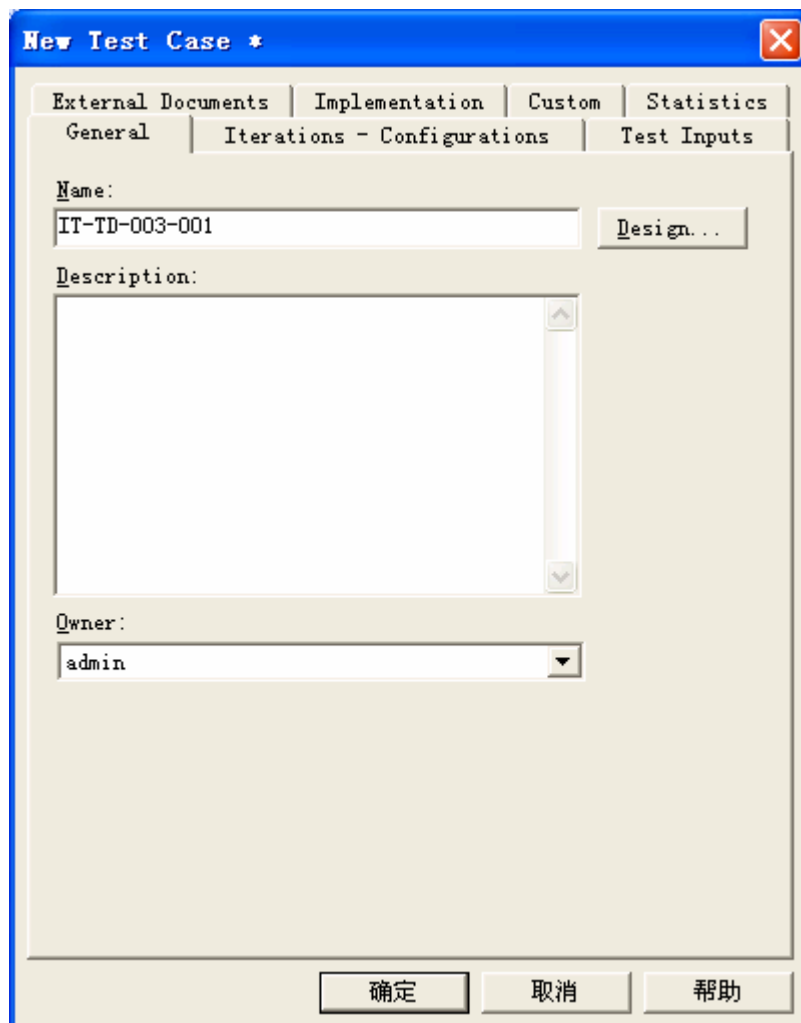 New Test Case *
External Documents Implementation Custom Statistics
General Iterations - Configurations Test Inputs
Name:
IT-TD-003-001 Design...
Description:
Owner:
admin
确定 取消 帮助